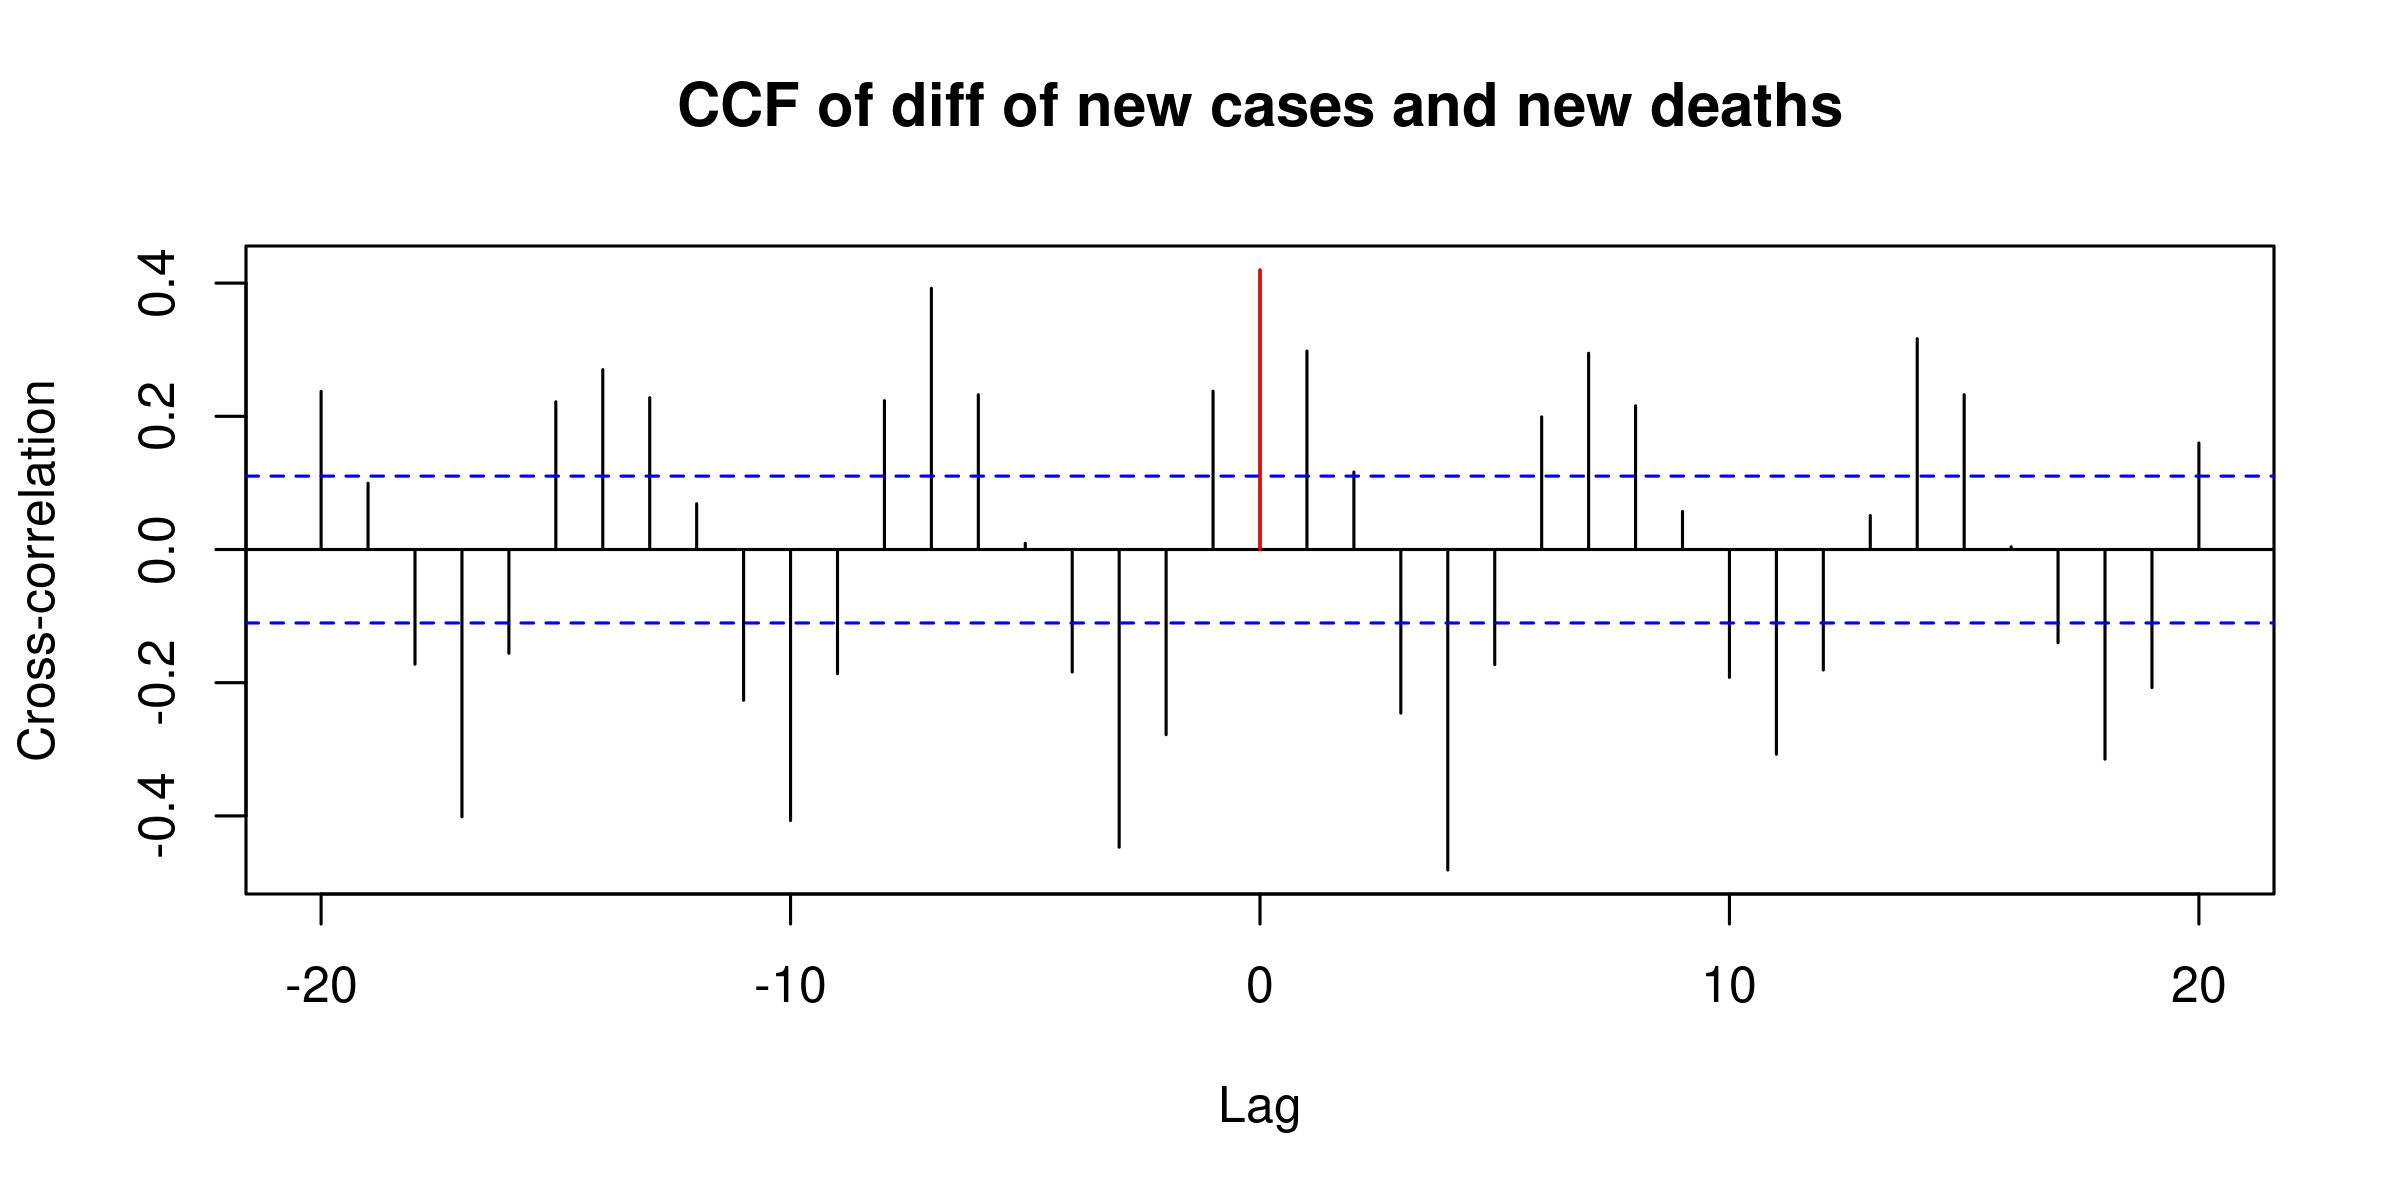 CCF of diff of new cases and new deaths
Cross-correlation
0.4
0.2
0.0
-0.2
-0.4
-20 -10 0 10 20
Lag